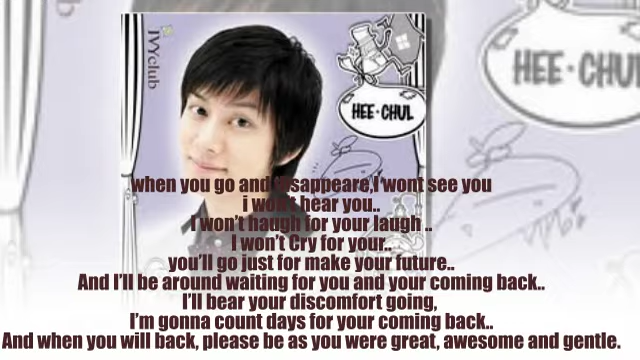 IVYclub
HEE·CHUL
HEE·CHUL
when you go and disappeare,I wont see you
i won't hear you..
I won't haugh for your laugh ..
I won't Cry for your..
you'll go just for make your future..
And I'll be around waiting for you and your coming back..
I'll bear your discomfort going,
I'm gonna count days for your coming back..
And when you will back, please be as you were great, awesome and gentle.